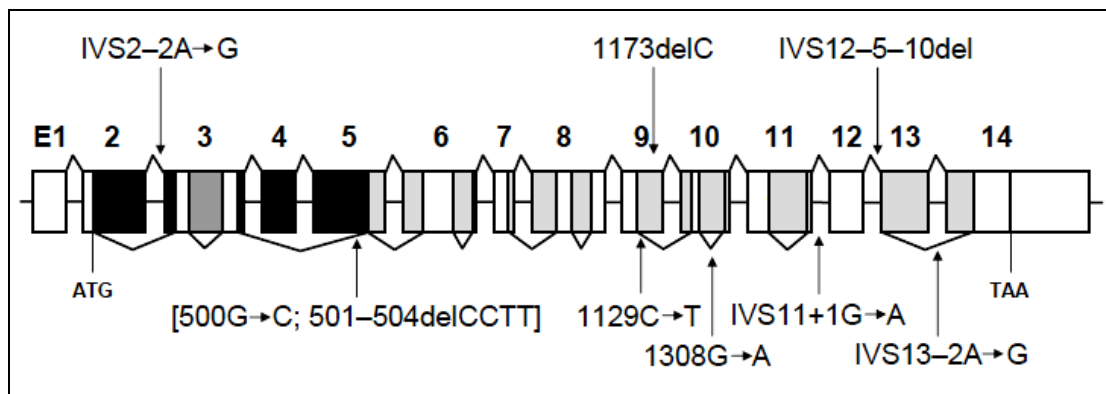 IVS2–2A→G 1173delC IVS12–5–10del
E1 2 3 4 5 6 7 8 9 10 11 12 13 14
ATG TAA
[500G→C; 501–504delCCTT] 1129C→T IVS11+1G→A
1308G→A IVS13–2A→G